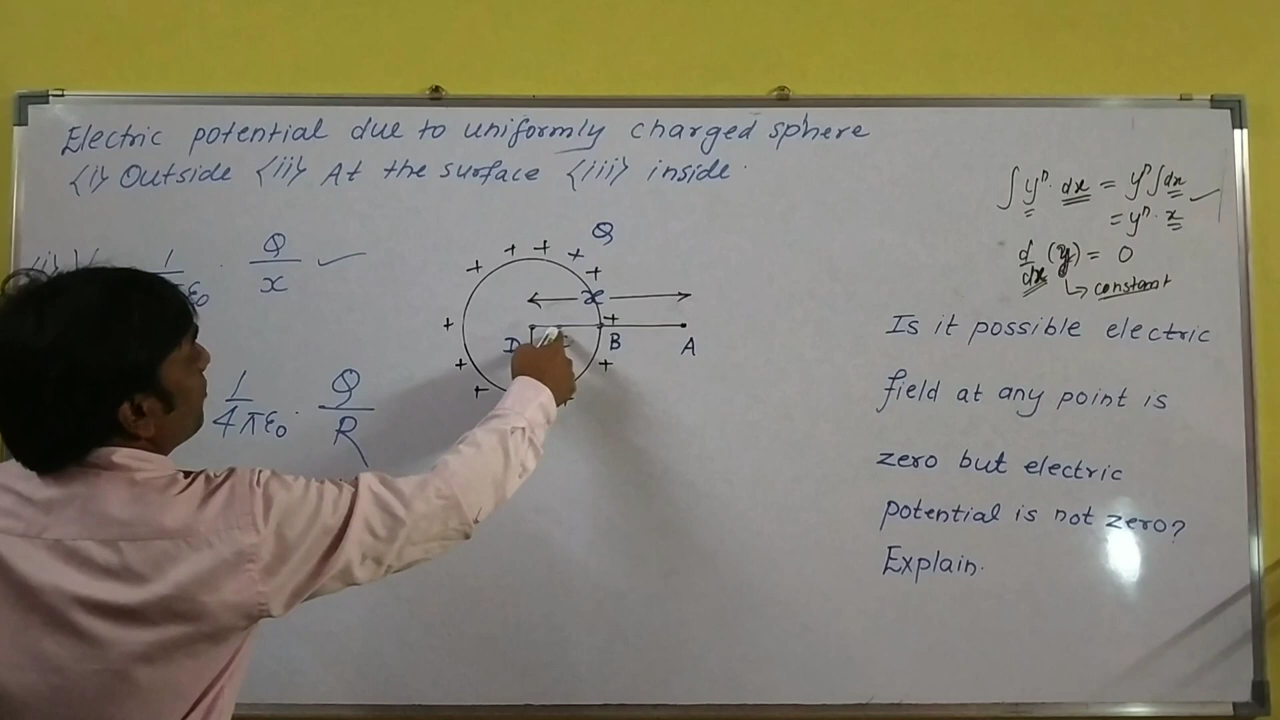 Electric potential due to uniformly charged sphere
<i> Outside <ii> At the surface <iii> inside.
∫ yⁿ. dx = yⁿ ∫dx
= yⁿ. x
d/dx (y) = 0
↳ constant
Q
1/ε₀ . Q/x ✓
+ + + + + + + + + + +
x
D B A
1/4πε₀ . Q/R
Is it possible electric
field at any point is
zero but electric
potential is not zero?
Explain.